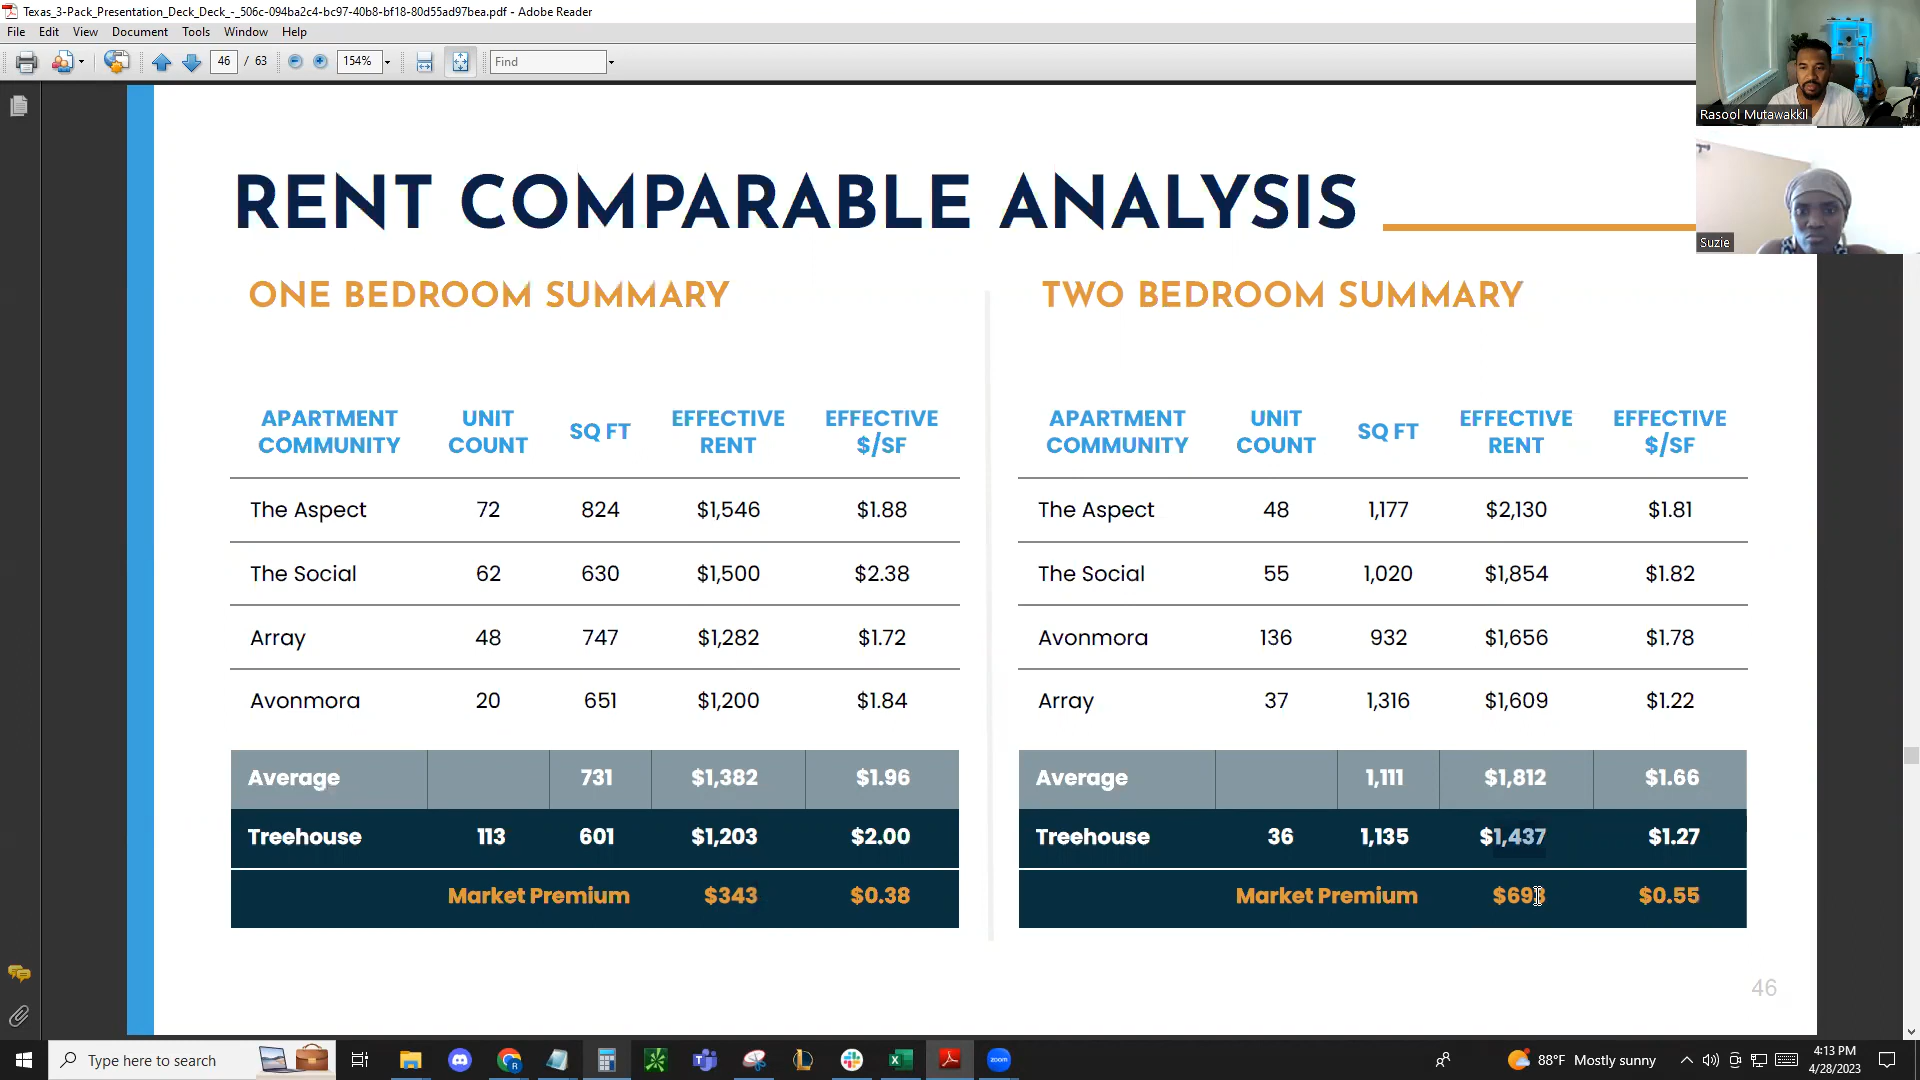 Texas_3-Pack_Presentation_Deck_Deck_-_506c-094ba2c4-bc97-40b8-bf18-80d55ad97bea.pdf - Adobe Reader
File Edit View Document Tools Window Help
46 / 63 154% Find
Rasool Mutawakkil
Suzie
RENT COMPARABLE ANALYSIS
ONE BEDROOM SUMMARY
APARTMENT COMMUNITY UNIT COUNT SQ FT EFFECTIVE RENT EFFECTIVE $/SF
The Aspect 72 824 $1,546 $1.88
The Social 62 630 $1,500 $2.38
Array 48 747 $1,282 $1.72
Avonmora 20 651 $1,200 $1.84
Average 731 $1,382 $1.96
Treehouse 113 601 $1,203 $2.00
Market Premium $343 $0.38
TWO BEDROOM SUMMARY
APARTMENT COMMUNITY UNIT COUNT SQ FT EFFECTIVE RENT EFFECTIVE $/SF
The Aspect 48 1,177 $2,130 $1.81
The Social 55 1,020 $1,854 $1.82
Avonmora 136 932 $1,656 $1.78
Array 37 1,316 $1,609 $1.22
Average 1,111 $1,812 $1.66
Treehouse 36 1,135 $1,437 $1.27
Market Premium $693 $0.55
46
Type here to search
zoom
88°F Mostly sunny
4:13 PM
4/28/2023